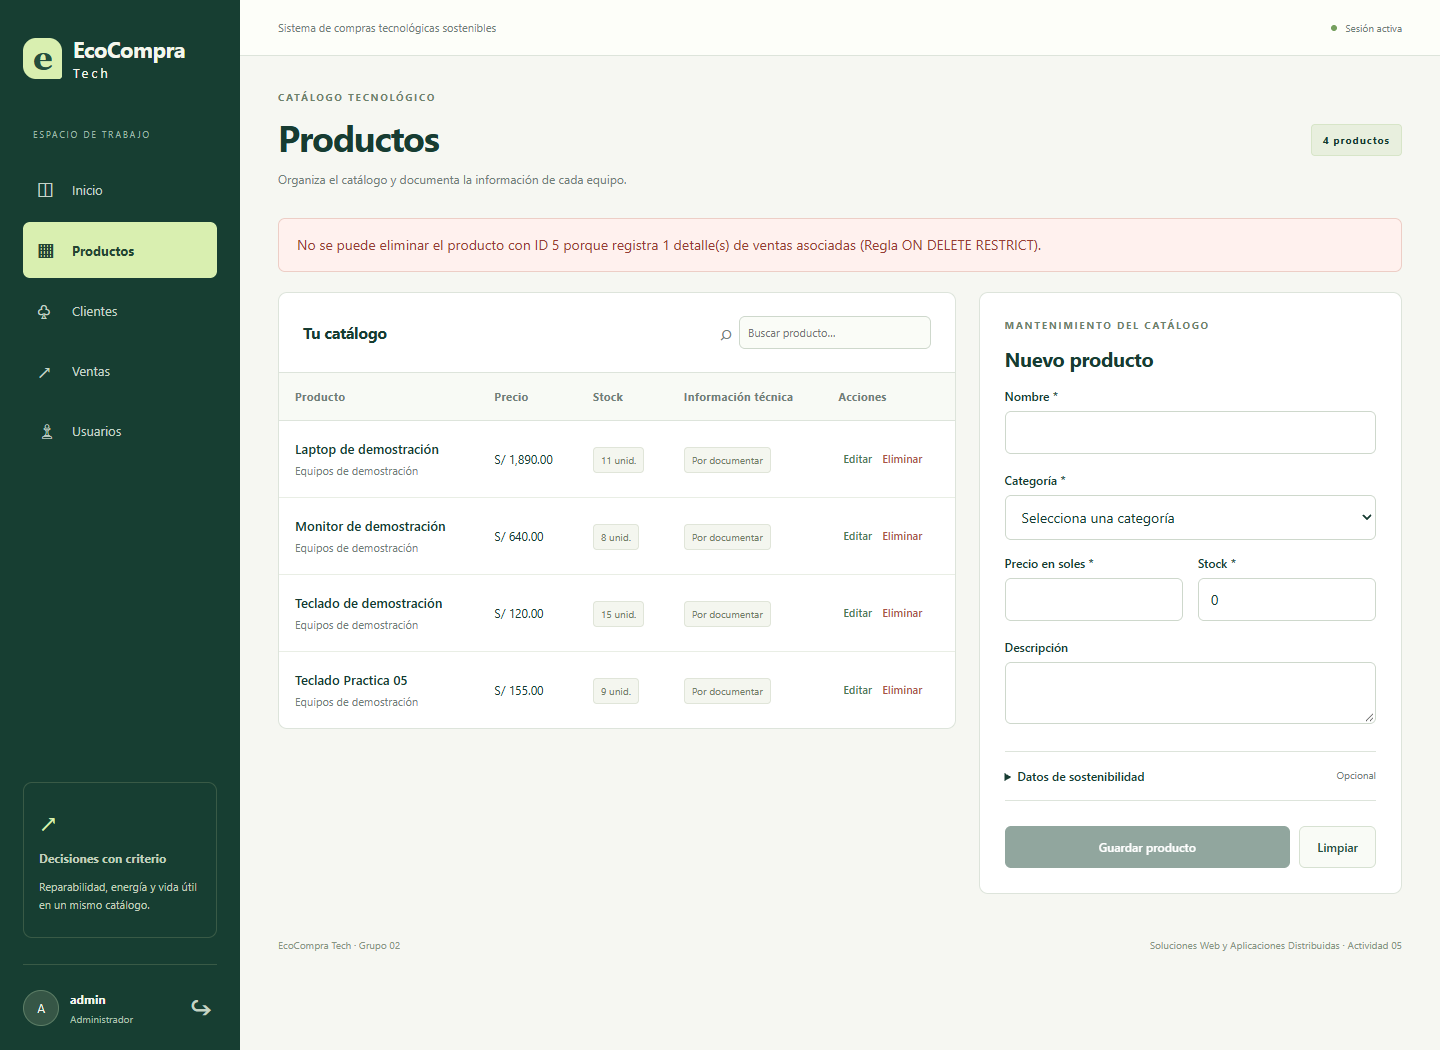 e EcoCompra
Tech
ESPACIO DE TRABAJO
Inicio
Productos
Clientes
Ventas
Usuarios
Decisiones con criterio
Reparabilidad, energía y vida útil
en un mismo catálogo.
A admin
Administrador
Sistema de compras tecnológicas sostenibles
Sesión activa
CATÁLOGO TECNOLÓGICO
Productos
4 productos
Organiza el catálogo y documenta la información de cada equipo.
No se puede eliminar el producto con ID 5 porque registra 1 detalle(s) de ventas asociadas (Regla ON DELETE RESTRICT).
Tu catálogo
Buscar producto...
Producto Precio Stock Información técnica Acciones
Laptop de demostración
Equipos de demostración
S/ 1,890.00 11 unid. Por documentar Editar Eliminar
Monitor de demostración
Equipos de demostración
S/ 640.00 8 unid. Por documentar Editar Eliminar
Teclado de demostración
Equipos de demostración
S/ 120.00 15 unid. Por documentar Editar Eliminar
Teclado Practica 05
Equipos de demostración
S/ 155.00 9 unid. Por documentar Editar Eliminar
MANTENIMIENTO DEL CATÁLOGO
Nuevo producto
Nombre *
Categoría *
Selecciona una categoría
Precio en soles * Stock *
0
Descripción
Datos de sostenibilidad Opcional
Guardar producto Limpiar
EcoCompra Tech · Grupo 02
Soluciones Web y Aplicaciones Distribuidas · Actividad 05